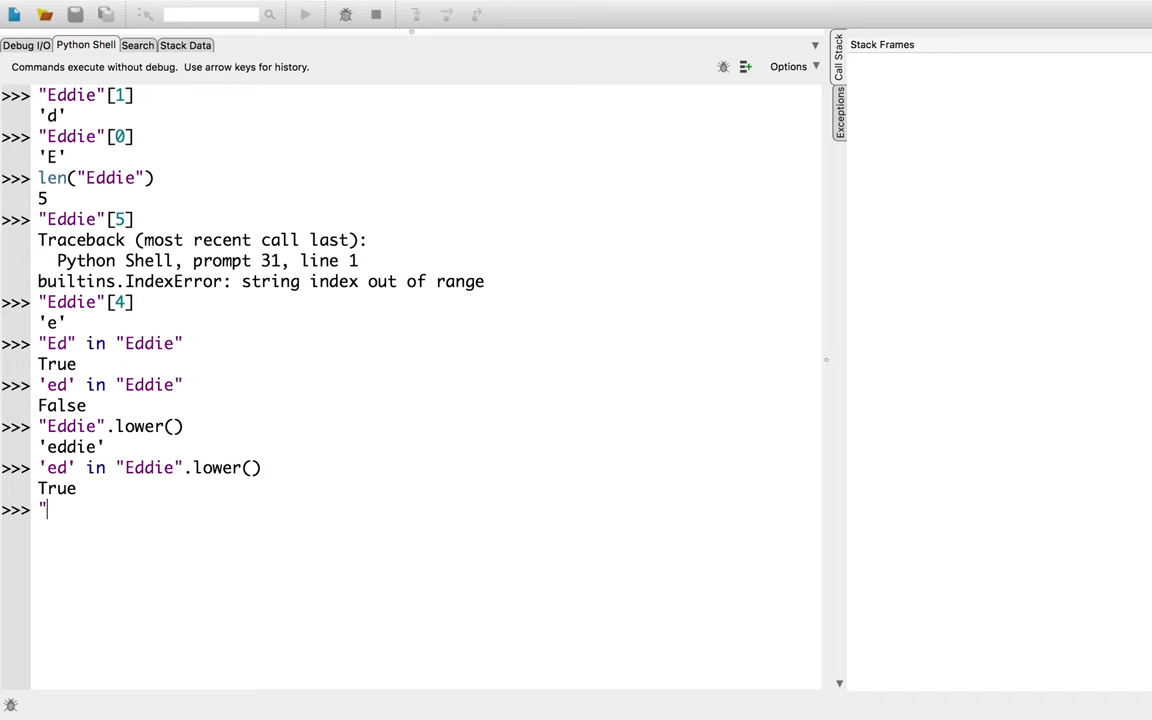 Debug I/O Python Shell Search Stack Data
Commands execute without debug. Use arrow keys for history.
Options
>>> "Eddie"[1]
'd'
>>> "Eddie"[0]
'E'
>>> len("Eddie")
5
>>> "Eddie"[5]
Traceback (most recent call last):
  Python Shell, prompt 31, line 1
builtins.IndexError: string index out of range
>>> "Eddie"[4]
'e'
>>> "Ed" in "Eddie"
True
>>> 'ed' in "Eddie"
False
>>> "Eddie".lower()
'eddie'
>>> 'ed' in "Eddie".lower()
True
>>> "
Call Stack
Exceptions
Stack Frames